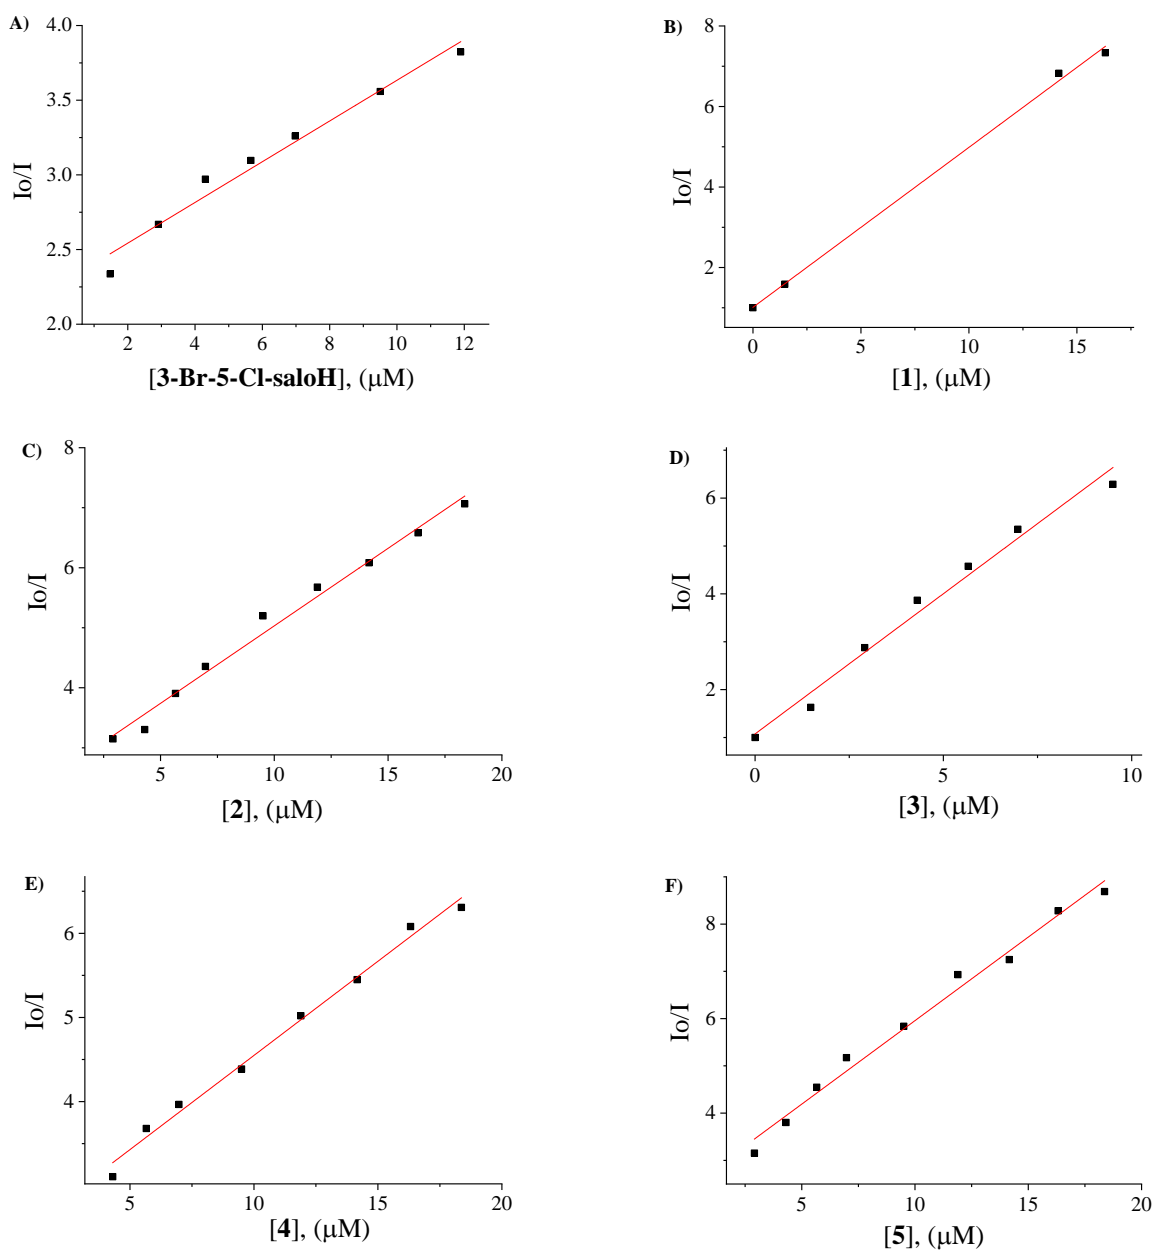 A)
4.0
3.5
3.0
2.5
2.0
Io/I
2 4 6 8 10 12
[3-Br-5-Cl-saloH], (μM)
B)
8
6
4
2
Io/I
0 5 10 15
[1], (μM)
C)
8
6
4
Io/I
5 10 15 20
[2], (μM)
D)
6
4
2
Io/I
0 5 10
[3], (μM)
E)
6
5
4
Io/I
5 10 15 20
[4], (μM)
F)
8
6
4
Io/I
5 10 15 20
[5], (μM)